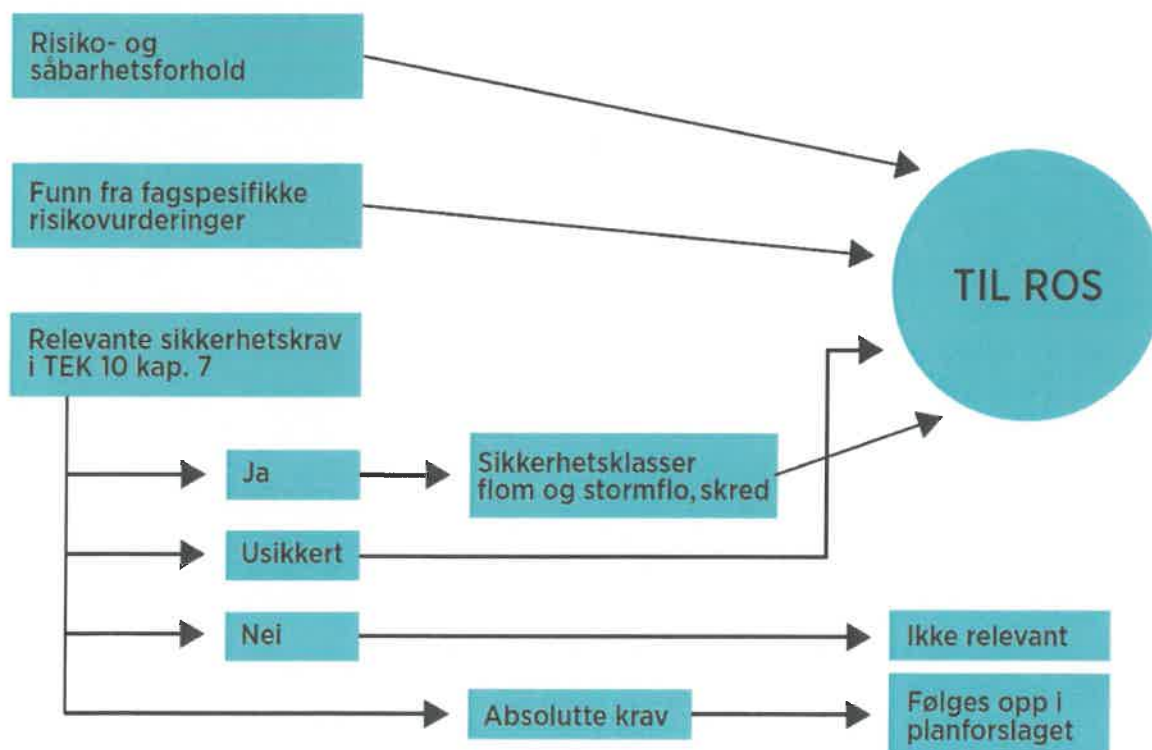 Risiko- og
såbarhetsforhold
Funn fra fagspesifikke
risikovurderinger
TIL ROS
Relevante sikkerhetskrav
i TEK 10 kap. 7
Ja
Sikkerhetsklasser
flom og stormflo, skred
Usikkert
Nei
Ikke relevant
Absolutte krav
Følges opp i
planforslaget